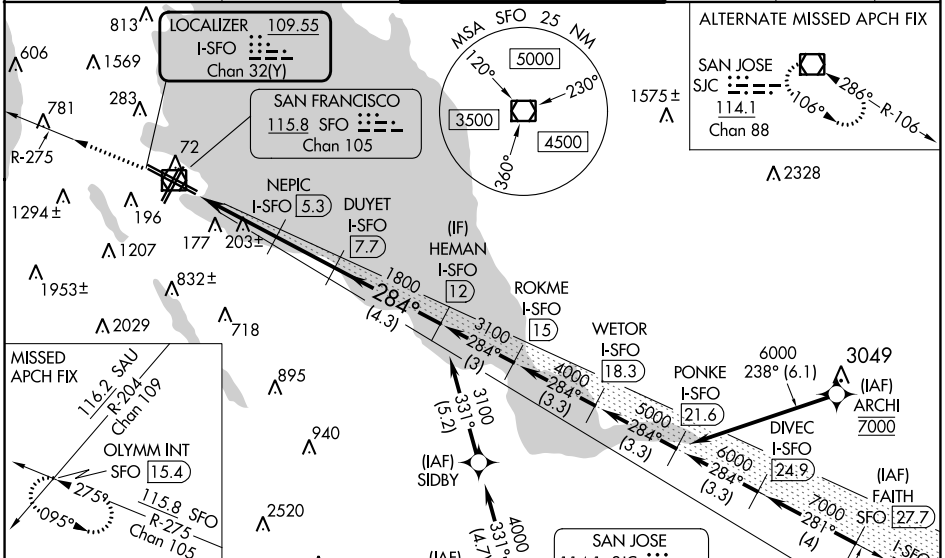 813
LOCALIZER 109.55
I-SFO
Chan 32(Y)
606
1569
283
781
R-275
SAN FRANCISCO
115.8 SFO
Chan 105
72
MSA SFO 25 NM
120°
5000
230°
3500
4500
360°
1575±
ALTERNATE MISSED APCH FIX
SAN JOSE
SJC
114.1
Chan 88
286°
R-106
106°
2328
1294±
196
NEPIC
I-SFO 5.3
DUYET
I-SFO
7.7
177
203±
1207
1953±
832±
2029
718
(IF)
HEMAN
I-SFO
12
1800
284°
(4.3)
ROKME
I-SFO
15
3100
284°
(3)
WETOR
I-SFO
18.3
4000
284°
(3.3)
PONKE
I-SFO
21.6
5000
284°
(3.3)
6000
238° (6.1)
3049
(IAF)
ARCHI
7000
DIVEC
I-SFO
24.9
6000
284°
(3.3)
(IAF)
FAITH
SFO 27.7
7000
281°
(4)
I-SFO
MISSED
APCH FIX
116.2 SAU
R-204
Chan 109
OLYMM INT
SFO 15.4
275°
095°
115.8 SFO
R-275
Chan 105
895
940
2520
3100
331°
(5.2)
(IAF)
SIDBY
4000
331°
(4.7)
(IAF)
SAN JOSE